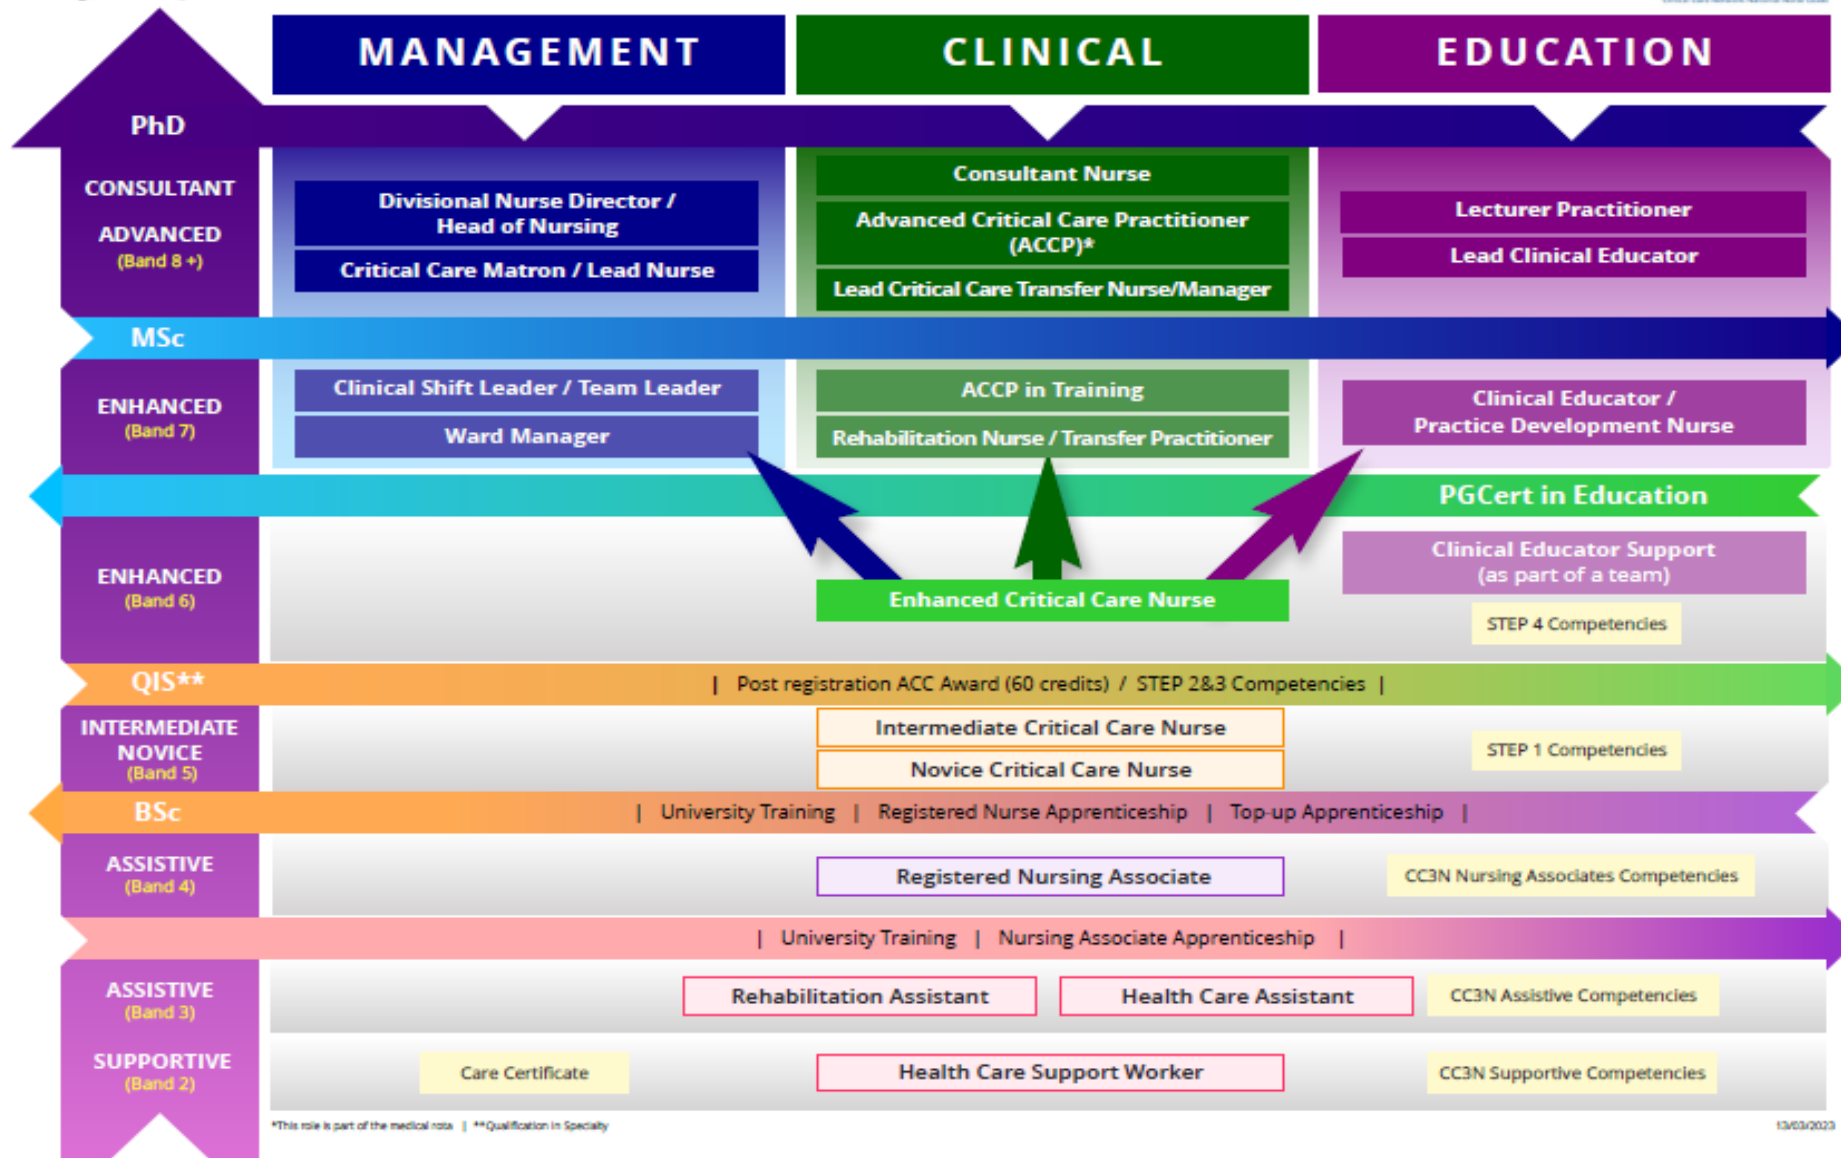 MANAGEMENT
CLINICAL
EDUCATION
PhD
CONSULTANT
ADVANCED
(Band 8 +)
Divisional Nurse Director /
Head of Nursing
Critical Care Matron / Lead Nurse
Consultant Nurse
Advanced Critical Care Practitioner
(ACCP)*
Lead Critical Care Transfer Nurse/Manager
Lecturer Practitioner
Lead Clinical Educator
MSc
ENHANCED
(Band 7)
Clinical Shift Leader / Team Leader
Ward Manager
ACCP in Training
Rehabilitation Nurse / Transfer Practitioner
Clinical Educator /
Practice Development Nurse
PGCert in Education
ENHANCED
(Band 6)
Enhanced Critical Care Nurse
Clinical Educator Support
(as part of a team)
STEP 4 Competencies
QIS**
| Post registration ACC Award (60 credits) / STEP 2&3 Competencies |
INTERMEDIATE
NOVICE
(Band 5)
Intermediate Critical Care Nurse
Novice Critical Care Nurse
STEP 1 Competencies
BSc
| University Training | Registered Nurse Apprenticeship | Top-up Apprenticeship |
ASSISTIVE
(Band 4)
Registered Nursing Associate
CC3N Nursing Associates Competencies
| University Training | Nursing Associate Apprenticeship |
ASSISTIVE
(Band 3)
Rehabilitation Assistant
Health Care Assistant
CC3N Assistive Competencies
SUPPORTIVE
(Band 2)
Care Certificate
Health Care Support Worker
CC3N Supportive Competencies
*This role is part of the medical rota | **Qualification in Specialty
13/03/2023